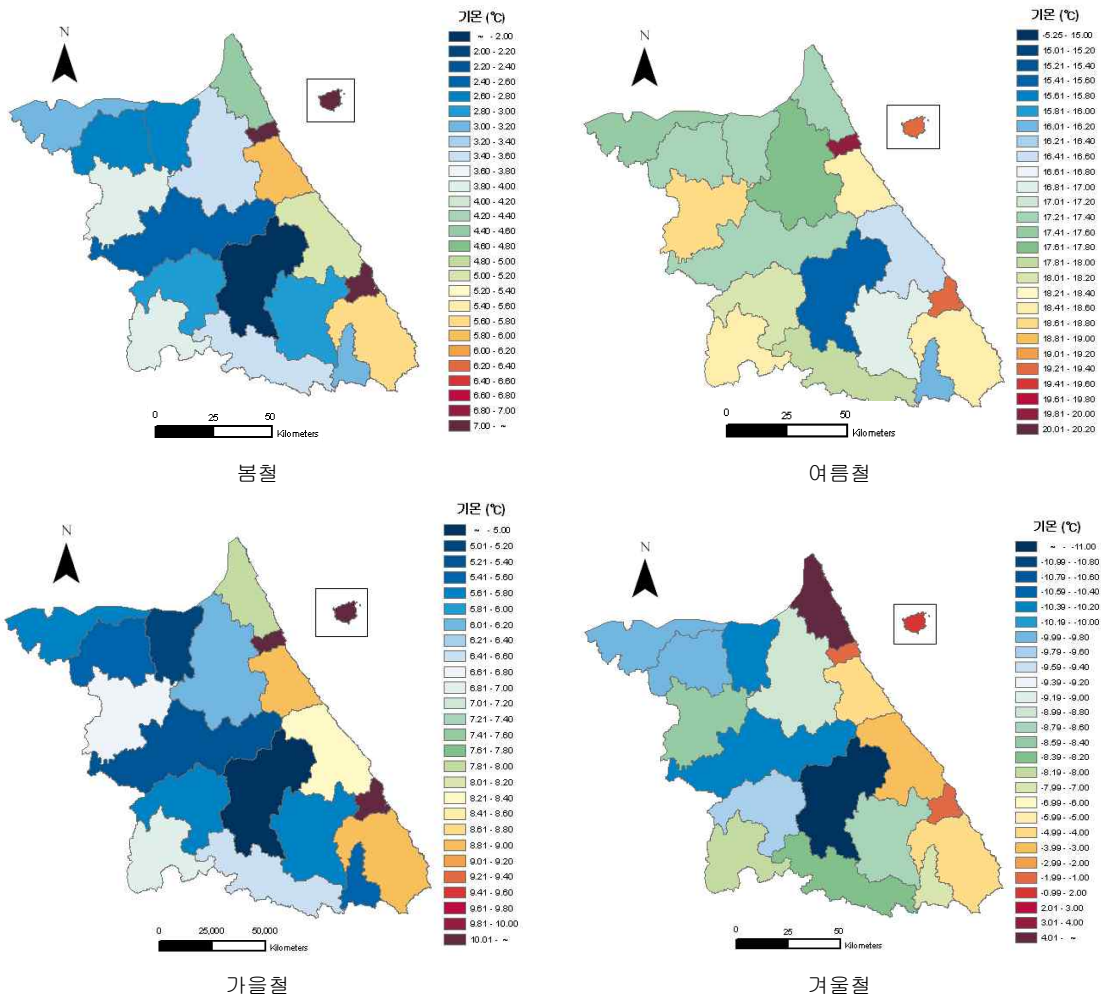 기온 (℃)
N
~ - 2.00
2.00 - 2.20
2.20 - 2.40
2.40 - 2.60
2.60 - 2.80
2.80 - 3.00
3.00 - 3.20
3.20 - 3.40
3.40 - 3.60
3.60 - 3.80
3.80 - 4.00
4.00 - 4.20
4.20 - 4.40
4.40 - 4.60
4.60 - 4.80
4.80 - 5.00
5.00 - 5.20
5.20 - 5.40
5.40 - 5.60
5.60 - 5.80
5.80 - 6.00
6.00 - 6.20
6.20 - 6.40
6.40 - 6.60
6.60 - 6.80
6.80 - 7.00
7.00 - ~
0 25 50
Kilometers
봄철
기온 (℃)
N
-5.25 - 15.00
15.01 - 15.20
15.21 - 15.40
15.41 - 15.60
15.61 - 15.80
15.81 - 16.00
16.01 - 16.20
16.21 - 16.40
16.41 - 16.60
16.61 - 16.80
16.81 - 17.00
17.01 - 17.20
17.21 - 17.40
17.41 - 17.60
17.61 - 17.80
17.81 - 18.00
18.01 - 18.20
18.21 - 18.40
18.41 - 18.60
18.61 - 18.80
18.81 - 19.00
19.01 - 19.20
19.21 - 19.40
19.41 - 19.60
19.61 - 19.80
19.81 - 20.00
20.01 - 20.20
0 25 50
Kilometers
여름철
기온 (℃)
N
~ - 5.00
5.01 - 5.20
5.21 - 5.40
5.41 - 5.60
5.61 - 5.80
5.81 - 6.00
6.01 - 6.20
6.21 - 6.40
6.41 - 6.60
6.61 - 6.80
6.81 - 7.00
7.01 - 7.20
7.21 - 7.40
7.41 - 7.60
7.61 - 7.80
7.81 - 8.00
8.01 - 8.20
8.21 - 8.40
8.41 - 8.60
8.61 - 8.80
8.81 - 9.00
9.01 - 9.20
9.21 - 9.40
9.41 - 9.60
9.61 - 9.80
9.81 - 10.00
10.01 - ~
0 25,000 50,000
Kilometers
가을철
기온 (℃)
N
~ - -11.00
-10.99 - -10.80
-10.79 - -10.60
-10.59 - -10.40
-10.39 - -10.20
-10.19 - -10.00
-9.99 - -9.80
-9.79 - -9.60
-9.59 - -9.40
-9.39 - -9.20
-9.19 - -9.00
-8.99 - -8.80
-8.79 - -8.60
-8.59 - -8.40
-8.39 - -8.20
-8.19 - -8.00
-7.99 - -7.00
-6.99 - -6.00
-5.99 - -5.00
-4.99 - -4.00
-3.99 - -3.00
-2.99 - -2.00
-1.99 - -1.00
-0.99 - 2.00
2.01 - 3.00
3.01 - 4.00
4.01 - ~
0 25 50
Kilometers
겨울철